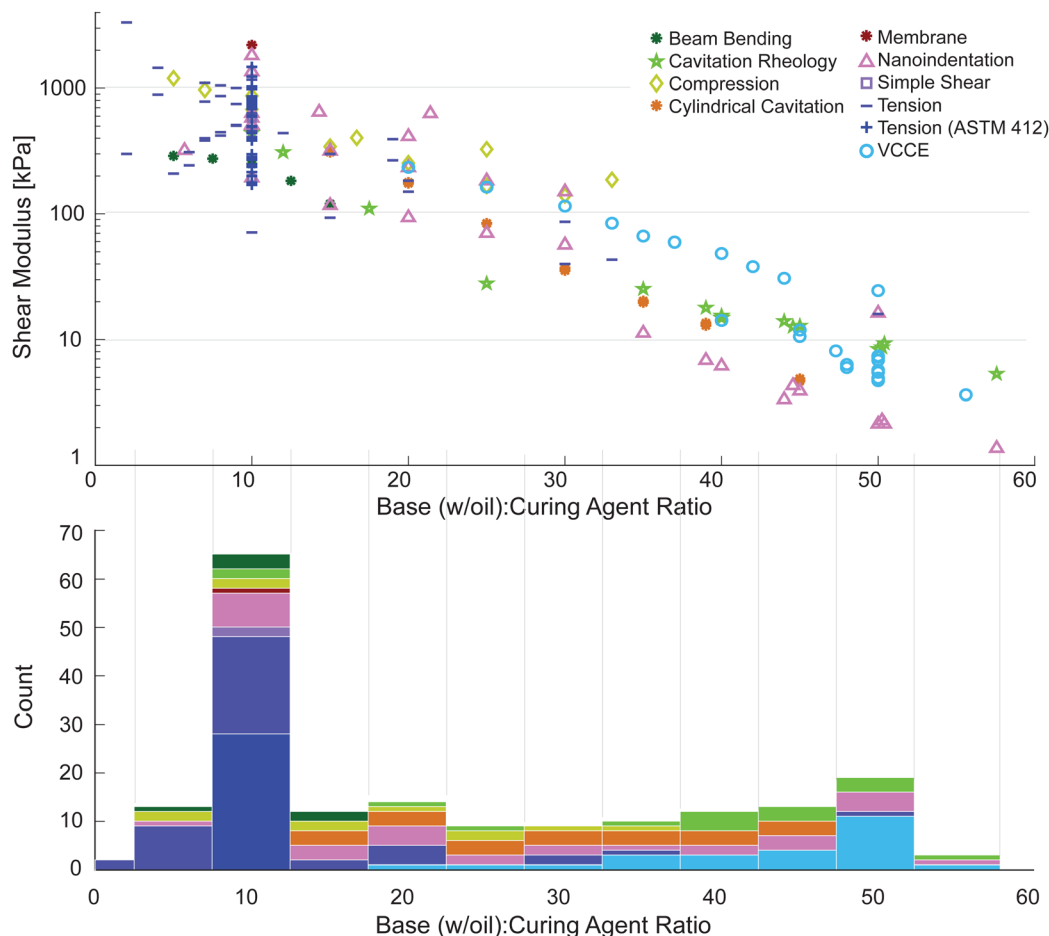 Shear Modulus [kPa]
1000
100
10
1
Beam Bending
Cavitation Rheology
Compression
Cylindrical Cavitation
Membrane
Nanoindentation
Simple Shear
Tension
Tension (ASTM 412)
VCCE
0 10 20 30 40 50 60
Base (w/oil):Curing Agent Ratio
Count
70
60
50
40
30
20
10
0
0 10 20 30 40 50 60
Base (w/oil):Curing Agent Ratio